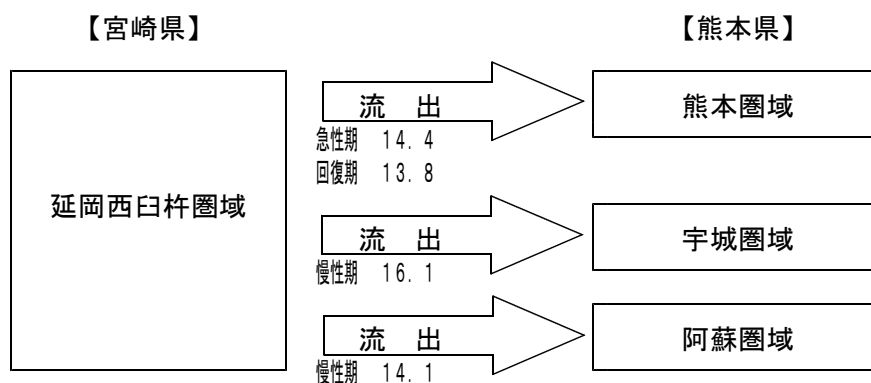 【宮崎県】
【熊本県】
延岡西臼杵圏域
流　出
急性期　１４．４
回復期　１３．８
熊本圏域
流　出
慢性期　１６．１
宇城圏域
流　出
慢性期　１４．１
阿蘇圏域